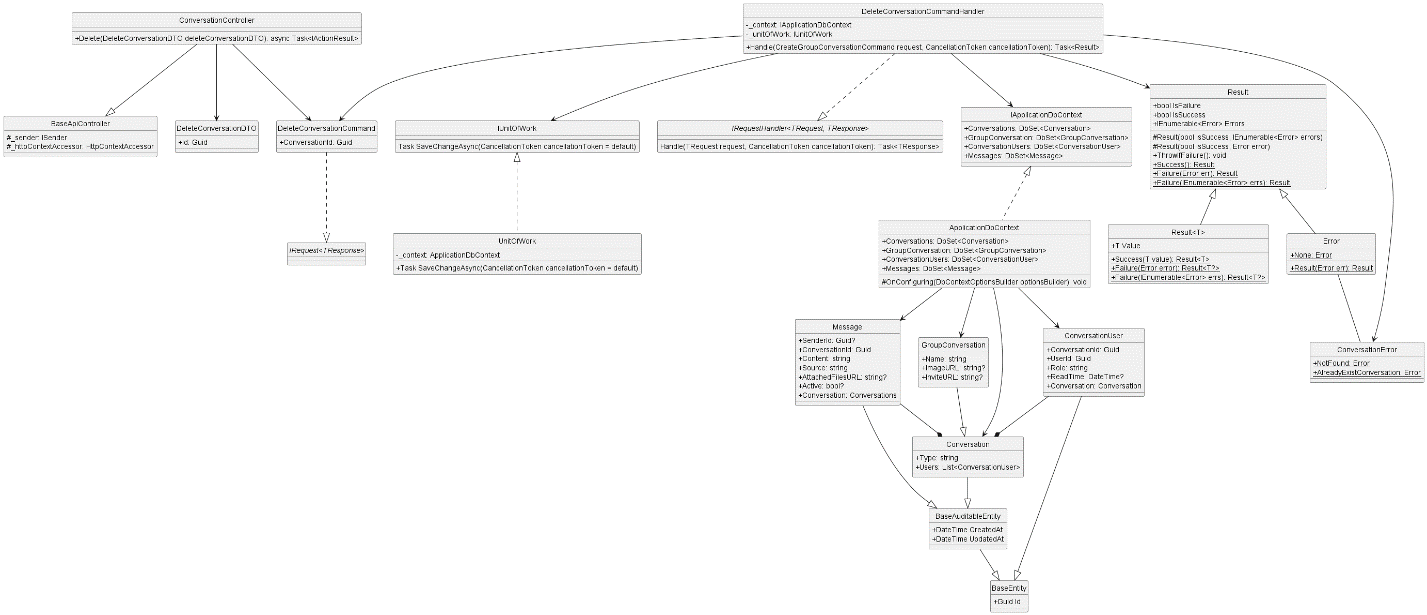 ConversationController
+Delete(DeleteConversationDTO deleteConversationDTO): async Task<IActionResult>
DeleteConversationCommandHandler
-_context: IApplicationDbContext
-_unitOfWork: IUnitOfWork
+Handle(CreateGroupConversationCommand request, CancellationToken cancellationToken): Task<Result>
BaseApiController
#_sender: ISender
#_httpContextAccessor: HttpContextAccessor
DeleteConversationDTO
+Id: Guid
DeleteConversationCommand
+ConversationId: Guid
IUnitOfWork
Task SaveChangeAsync(CancellationToken cancellationToken = default)
IRequestHandler<TRequest, TResponse>
Handle(TRequest request, CancellationToken cancellationToken): Task<TResponse>
IApplicationDbContext
+Conversations: DbSet<Conversation>
+GroupConversation: DbSet<GroupConversation>
+ConversationUsers: DbSet<ConversationUser>
+Messages: DbSet<Message>
Result
+bool IsFailure
+bool IsSuccess
+IEnumerable<Error> Errors
#Result(bool isSuccess, IEnumerable<Error> errors)
#Result(bool isSuccess, Error error)
+ThrowIfFailure(): void
+Success(): Result
+Failure(Error err): Result
+Failure(IEnumerable<Error> errs): Result
IRequest<TResponse>
UnitOfWork
-_context: ApplicationDbContext
+Task SaveChangeAsync(CancellationToken cancellationToken = default)
ApplicationDbContext
+Conversations: DbSet<Conversation>
+GroupConversation: DbSet<GroupConversation>
+ConversationUsers: DbSet<ConversationUser>
+Messages: DbSet<Message>
#OnConfiguring(DbContextOptionsBuilder optionsBuilder): void
Result<T>
+T Value
+Success(T value): Result<T>
+Failure(Error error): Result<T?>
+Failure(IEnumerable<Error> errs): Result<T?>
Error
+None: Error
+Result(Error err): Result
Message
+SenderId: Guid?
+ConversationId: Guid
+Content: string
+Source: string
+AttachedFilesURL: string?
+Active: bool?
+Conversation: Conversations
GroupConversation
+Name: string
+ImageURL: string?
+InviteURL: string?
ConversationUser
+ConversationId: Guid
+UserId: Guid
+Role: string
+ReadTime: DateTime?
+Conversation: Conversation
ConversationError
+NotFound: Error
+AlreadyExistConversation: Error
Conversation
+Type: string
+Users: List<ConversationUser>
BaseAuditableEntity
+DateTime CreatedAt
+DateTime UpdatedAt
BaseEntity
+Guid Id